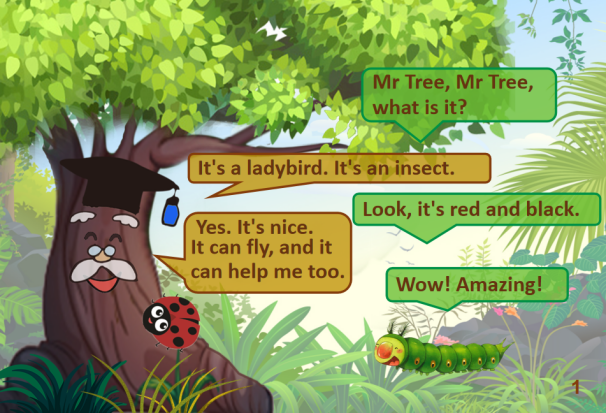 Mr Tree, Mr Tree,
what is it?
It's a ladybird. It's an insect.
Look, it's red and black.
Yes. It's nice.
It can fly, and it
can help me too.
Wow! Amazing!
1